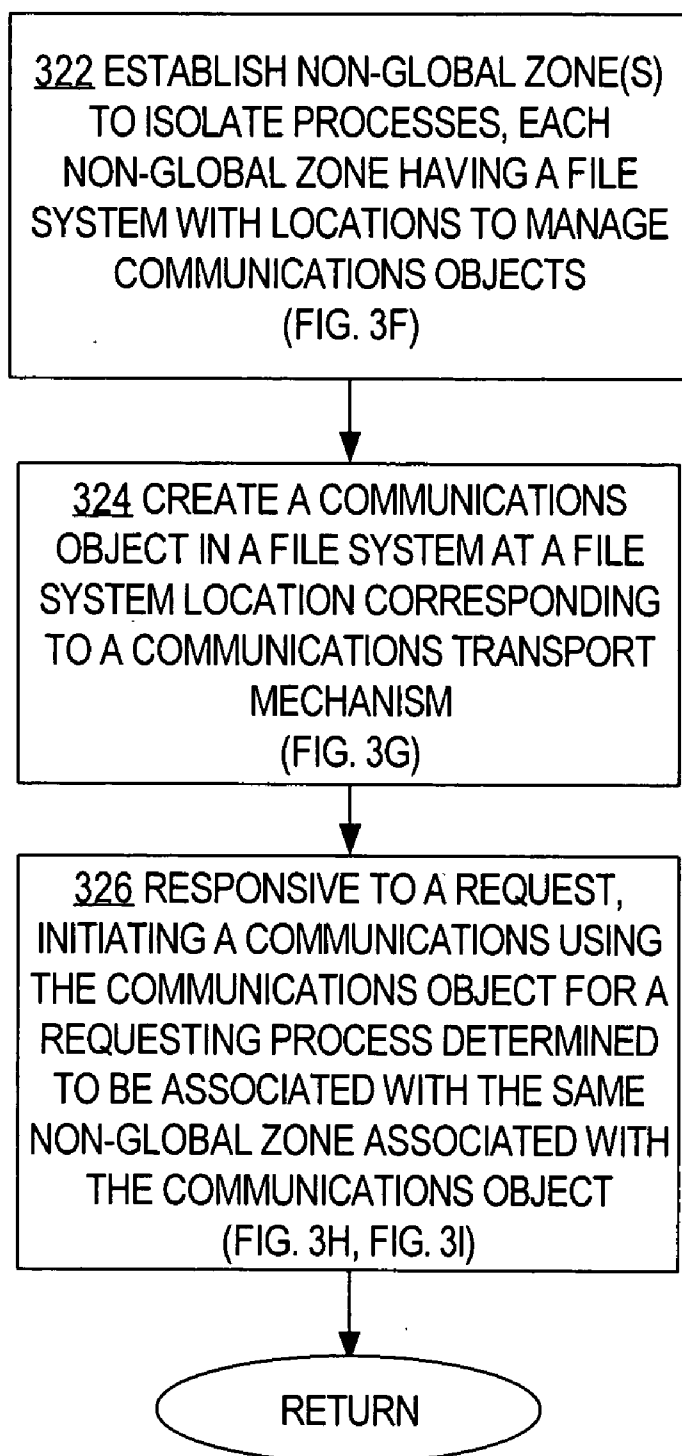 322 ESTABLISH NON-GLOBAL ZONE(S)
TO ISOLATE PROCESSES, EACH
NON-GLOBAL ZONE HAVING A FILE
SYSTEM WITH LOCATIONS TO MANAGE
COMMUNICATIONS OBJECTS
(FIG. 3F)
324 CREATE A COMMUNICATIONS
OBJECT IN A FILE SYSTEM AT A FILE
SYSTEM LOCATION CORRESPONDING
TO A COMMUNICATIONS TRANSPORT
MECHANISM
(FIG. 3G)
326 RESPONSIVE TO A REQUEST,
INITIATING A COMMUNICATIONS USING
THE COMMUNICATIONS OBJECT FOR A
REQUESTING PROCESS DETERMINED
TO BE ASSOCIATED WITH THE SAME
NON-GLOBAL ZONE ASSOCIATED WITH
THE COMMUNICATIONS OBJECT
(FIG. 3H, FIG. 3I)
RETURN